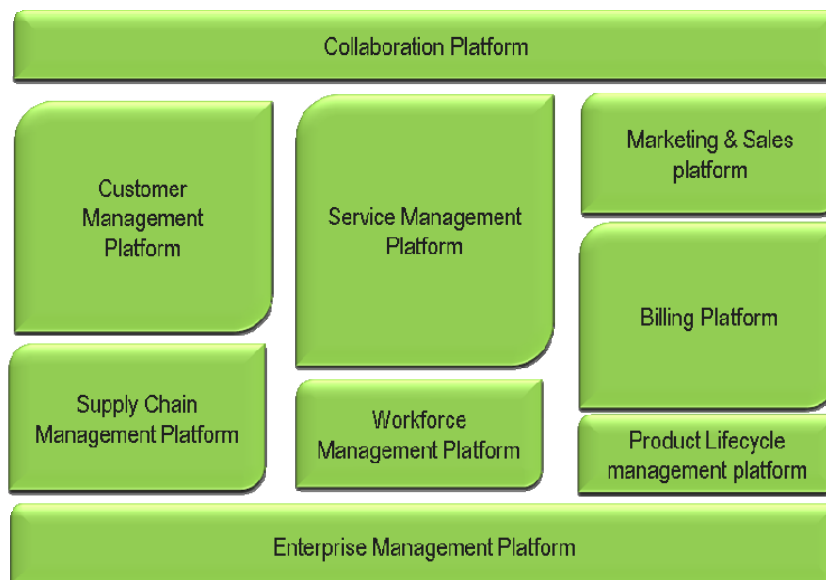 Collaboration Platform
Customer
Management
Platform
Service Management
Platform
Marketing & Sales
platform
Billing Platform
Supply Chain
Management Platform
Workforce
Management Platform
Product Lifecycle
management platform
Enterprise Management Platform